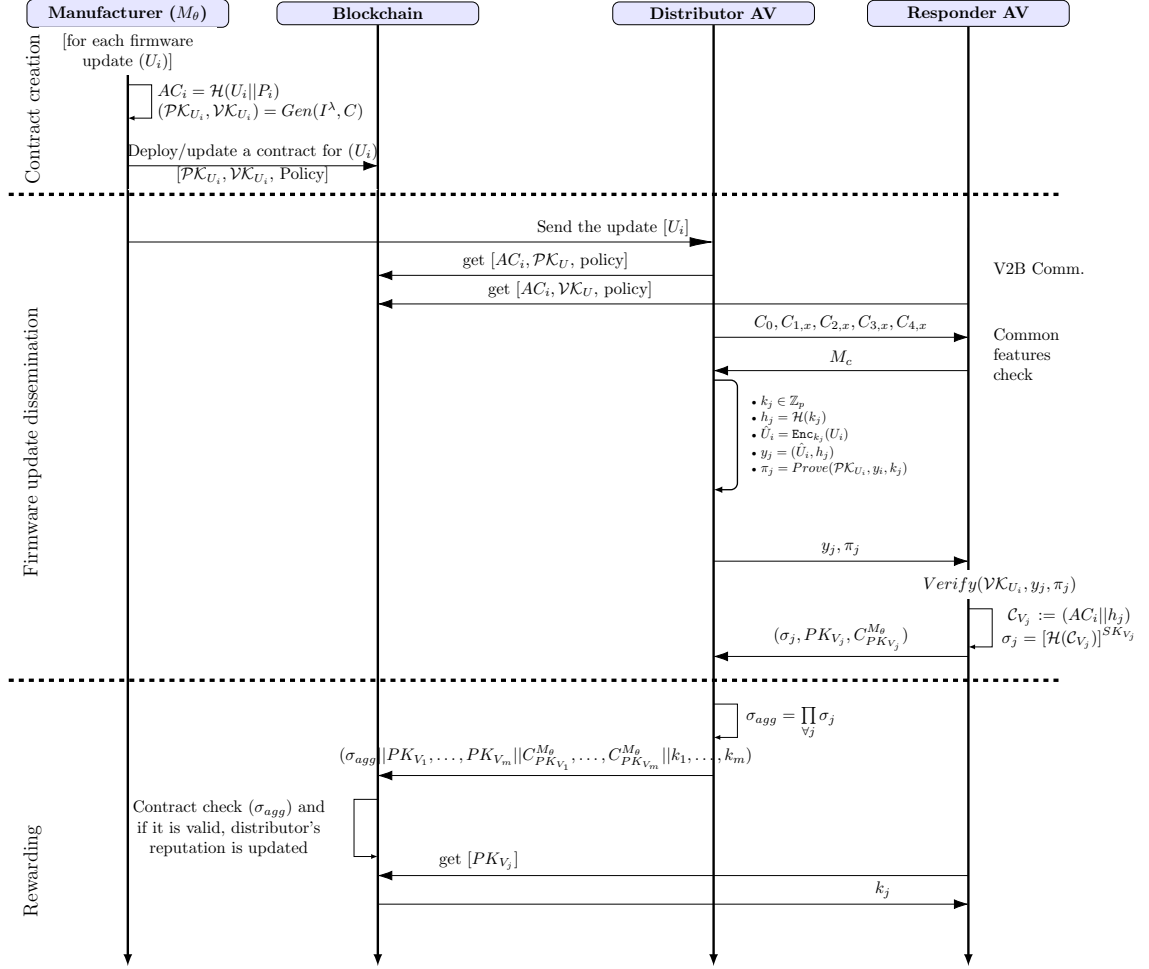 Manufacturer (M_θ)
Blockchain
Distributor AV
Responder AV
Contract creation
[for each firmware
update (U_i)]
AC_i = H(U_i||P_i)
(PK_{U_i}, VK_{U_i}) = Gen(I^λ, C)
Deploy/update a contract for (U_i)
[PK_{U_i}, VK_{U_i}, Policy]
Firmware update dissemination
Send the update [U_i]
get [AC_i, PK_U, policy]
V2B Comm.
get [AC_i, VK_U, policy]
C_0, C_{1,x}, C_{2,x}, C_{3,x}, C_{4,x}
Common
features
check
M_c
• k_j ∈ ℤ_p
• h_j = H(k_j)
• Û_i = Enc_{k_j}(U_i)
• y_j = (Û_i, h_j)
• π_j = Prove(PK_{U_i}, y_i, k_j)
y_j, π_j
Verify(VK_{U_i}, y_j, π_j)
C_{V_j} := (AC_i||h_j)
σ_j = [H(C_{V_j})]^{SK_{V_j}}
(σ_j, PK_{V_j}, C^{M_θ}_{PK_{V_j}})
Rewarding
σ_{agg} = ∏_{∀j} σ_j
(σ_{agg}||PK_{V_1}, . . . , PK_{V_m}||C^{M_θ}_{PK_{V_1}}, . . . , C^{M_θ}_{PK_{V_m}}||k_1, . . . , k_m)
Contract check (σ_{agg}) and
if it is valid, distributor's
reputation is updated
get [PK_{V_j}]
k_j